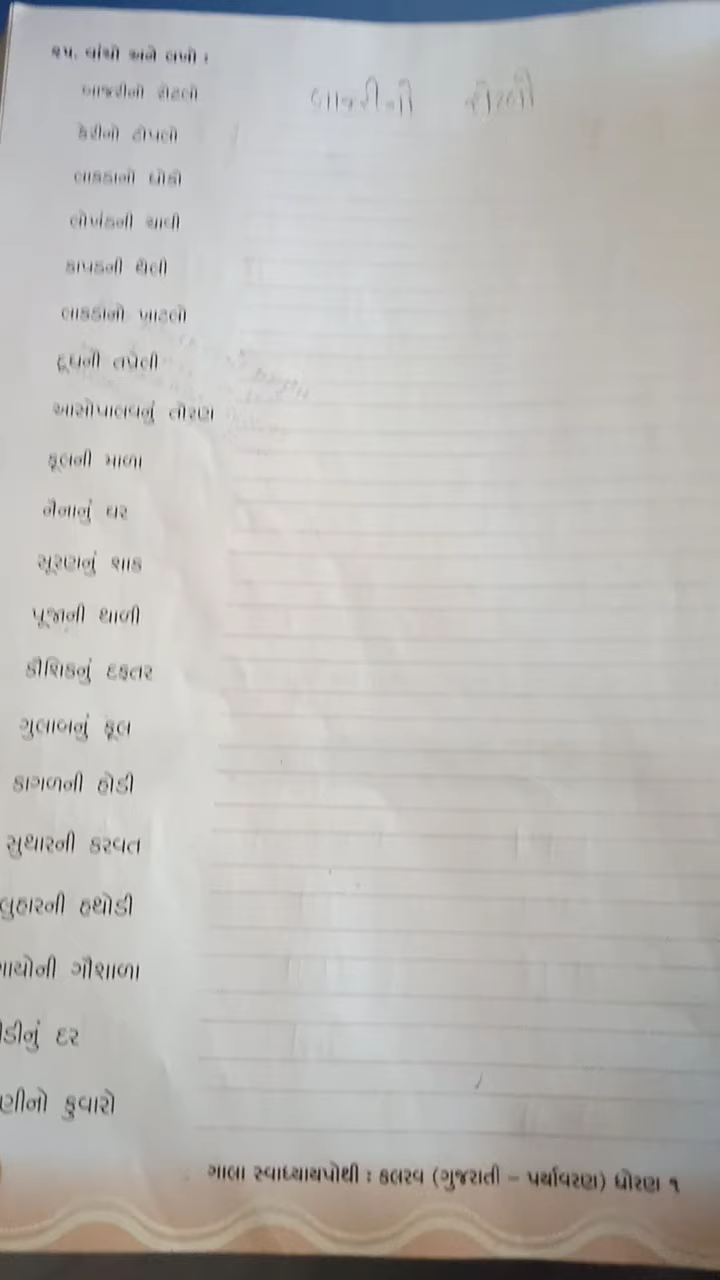 ૨૫. વાંચો અને લખો :
બાજરીનો રોટલો બાજરીનો રોટલો
કેરીનો ટોપલો
લાકડાનો ધોકો
લોખંડની ચાવી
કાપડની થેલી
લાકડાનો ખાટલો
દૂધની તપેલી
આસોપાલવનું તોરણ
ફૂલની માળા
નૈનાનું ઘર
સૂરણનું શાક
પૂજાની થાળી
કૌશિકનું દફતર
ગુલાબનું ફૂલ
કાગળની હોડી
સુથારની કરવત
લુહારની હથોડી
ગાયોની ગૌશાળા
ડીનું દર
ણીનો ફુવારો
ગાલા સ્વાધ્યાયપોથી : કલરવ (ગુજરાતી – પર્યાવરણ) ધોરણ ૧